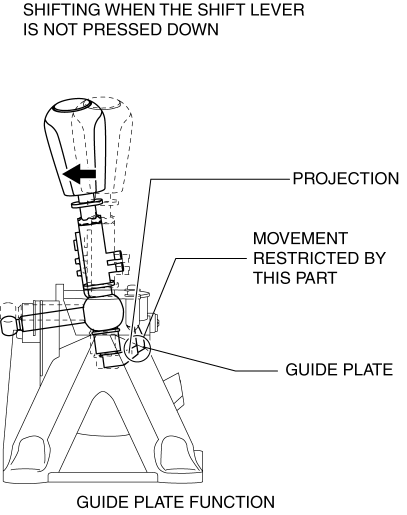 SHIFTING WHEN THE SHIFT LEVER
IS NOT PRESSED DOWN
PROJECTION
MOVEMENT
RESTRICTED BY
THIS PART
GUIDE PLATE
GUIDE PLATE FUNCTION